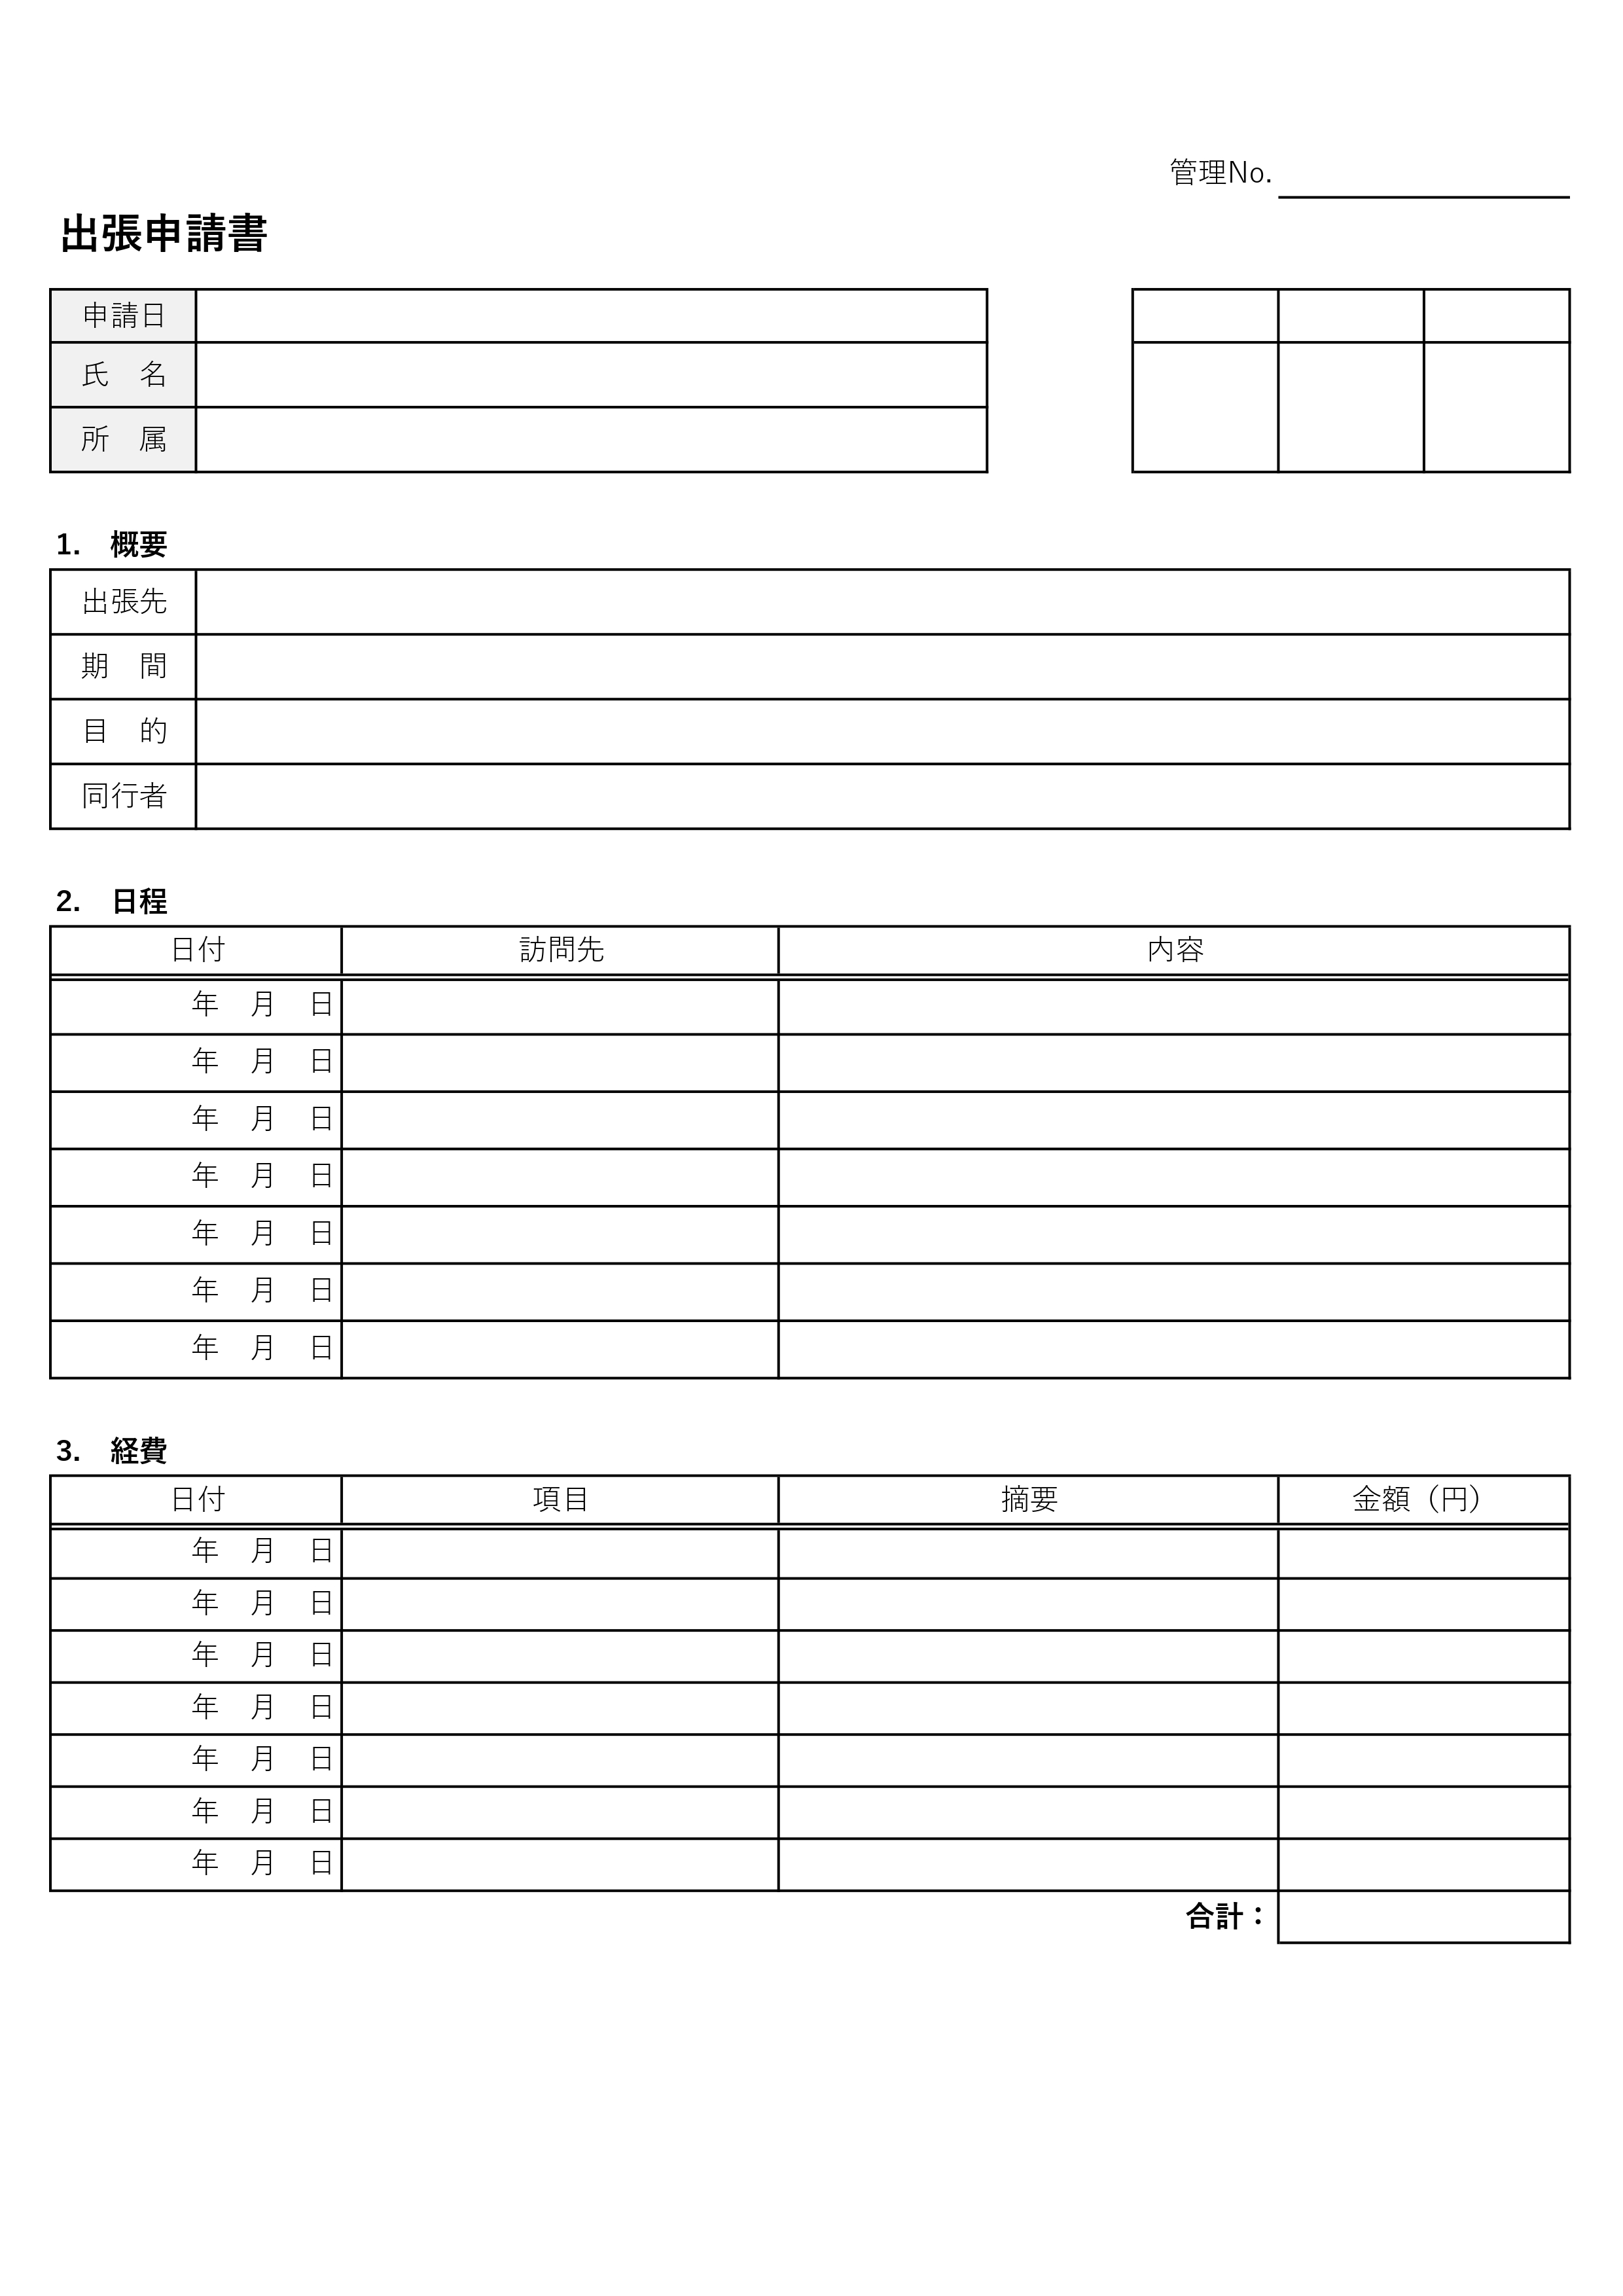 管理No.
出張申請書
申請日
氏　名
所　属
1.　概要
出張先
期　間
目　的
同行者
2.　日程
日付　訪問先　内容
年　月　日
年　月　日
年　月　日
年　月　日
年　月　日
年　月　日
年　月　日
3.　経費
日付　項目　摘要　金額（円）
年　月　日
年　月　日
年　月　日
年　月　日
年　月　日
年　月　日
年　月　日
合計：